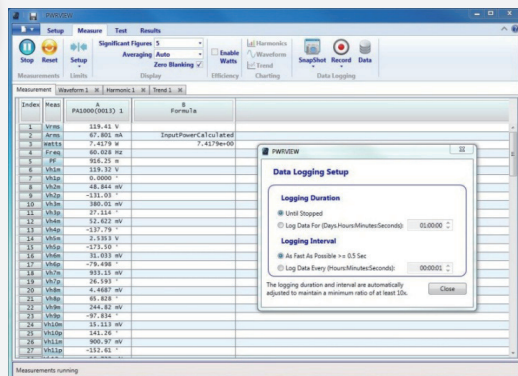 PWRVIEW
Setup Measure Test Results
Significant Figures 5
Averaging Auto
Zero Blanking
Enable Watts
Harmonics
Waveform
Trend
Stop Reset Setup
SnapShot Record Data
Measurements Limits Display Efficiency Charting Data Logging
Measurement Waveform 1 Harmonic 1 Trend 1
Index Meas A PA1000(0013) 1 B Formula
1 Vrms 119.41 V
2 Arms 67.801 mA InputPowerCalculated
3 Watts 7.4179 W 7.4179e+00
4 Freq 60.028 Hz
5 PF 916.25 m
6 Vh1m 119.32 V
7 Vh1p 0.0000 °
8 Vh2m 48.844 mV
9 Vh2p -131.03 °
10 Vh3m 380.01 mV
11 Vh3p 27.114 °
12 Vh4m 52.622 mV
13 Vh4p -137.79 °
14 Vh5m 2.5353 V
15 Vh5p -173.50 °
16 Vh6m 31.033 mV
17 Vh6p -79.498 °
18 Vh7m 933.15 mV
19 Vh7p 26.593 °
20 Vh8m 4.4687 mV
21 Vh8p 65.828 °
22 Vh9m 244.82 mV
23 Vh9p -97.834 °
24 Vh10m 15.113 mV
25 Vh10p 141.26 °
26 Vh11m 900.97 mV
27 Vh11p -152.61 °
PWRVIEW
Data Logging Setup
Logging Duration
Until Stopped
Log Data For (Days.Hours:Minutes:Seconds): 01:00:00
Logging Interval
As Fast As Possible >= 0.5 Sec
Log Data Every (Hours:Minutes:Seconds): 00:00:01
The logging duration and interval are automatically
adjusted to maintain a minimum ratio of at least 10x.
Close
Measurements running